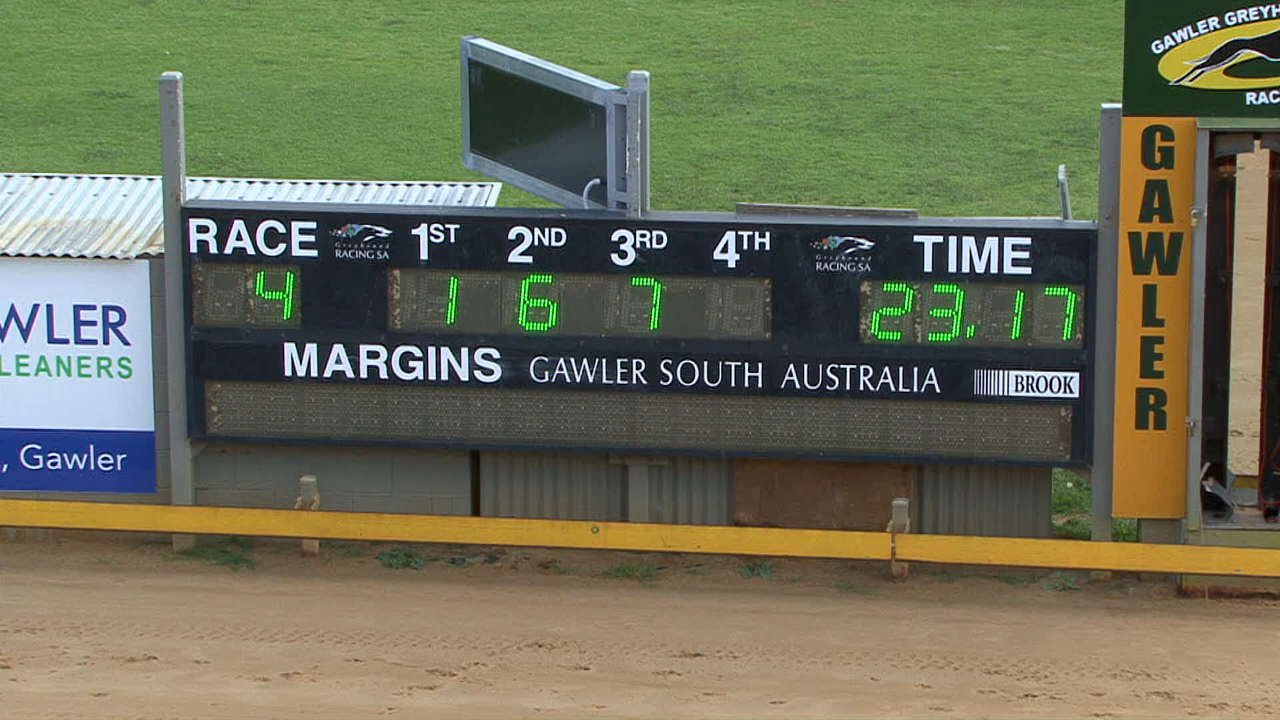 GAWLER GREYH
RAC
RACE 1ST 2ND 3RD 4TH TIME
Greyhound RACING SA
Greyhound RACING SA
4 1 6 7 23.17
MARGINS GAWLER SOUTH AUSTRALIA BROOK
WLER
LEANERS
, Gawler
GAWLER